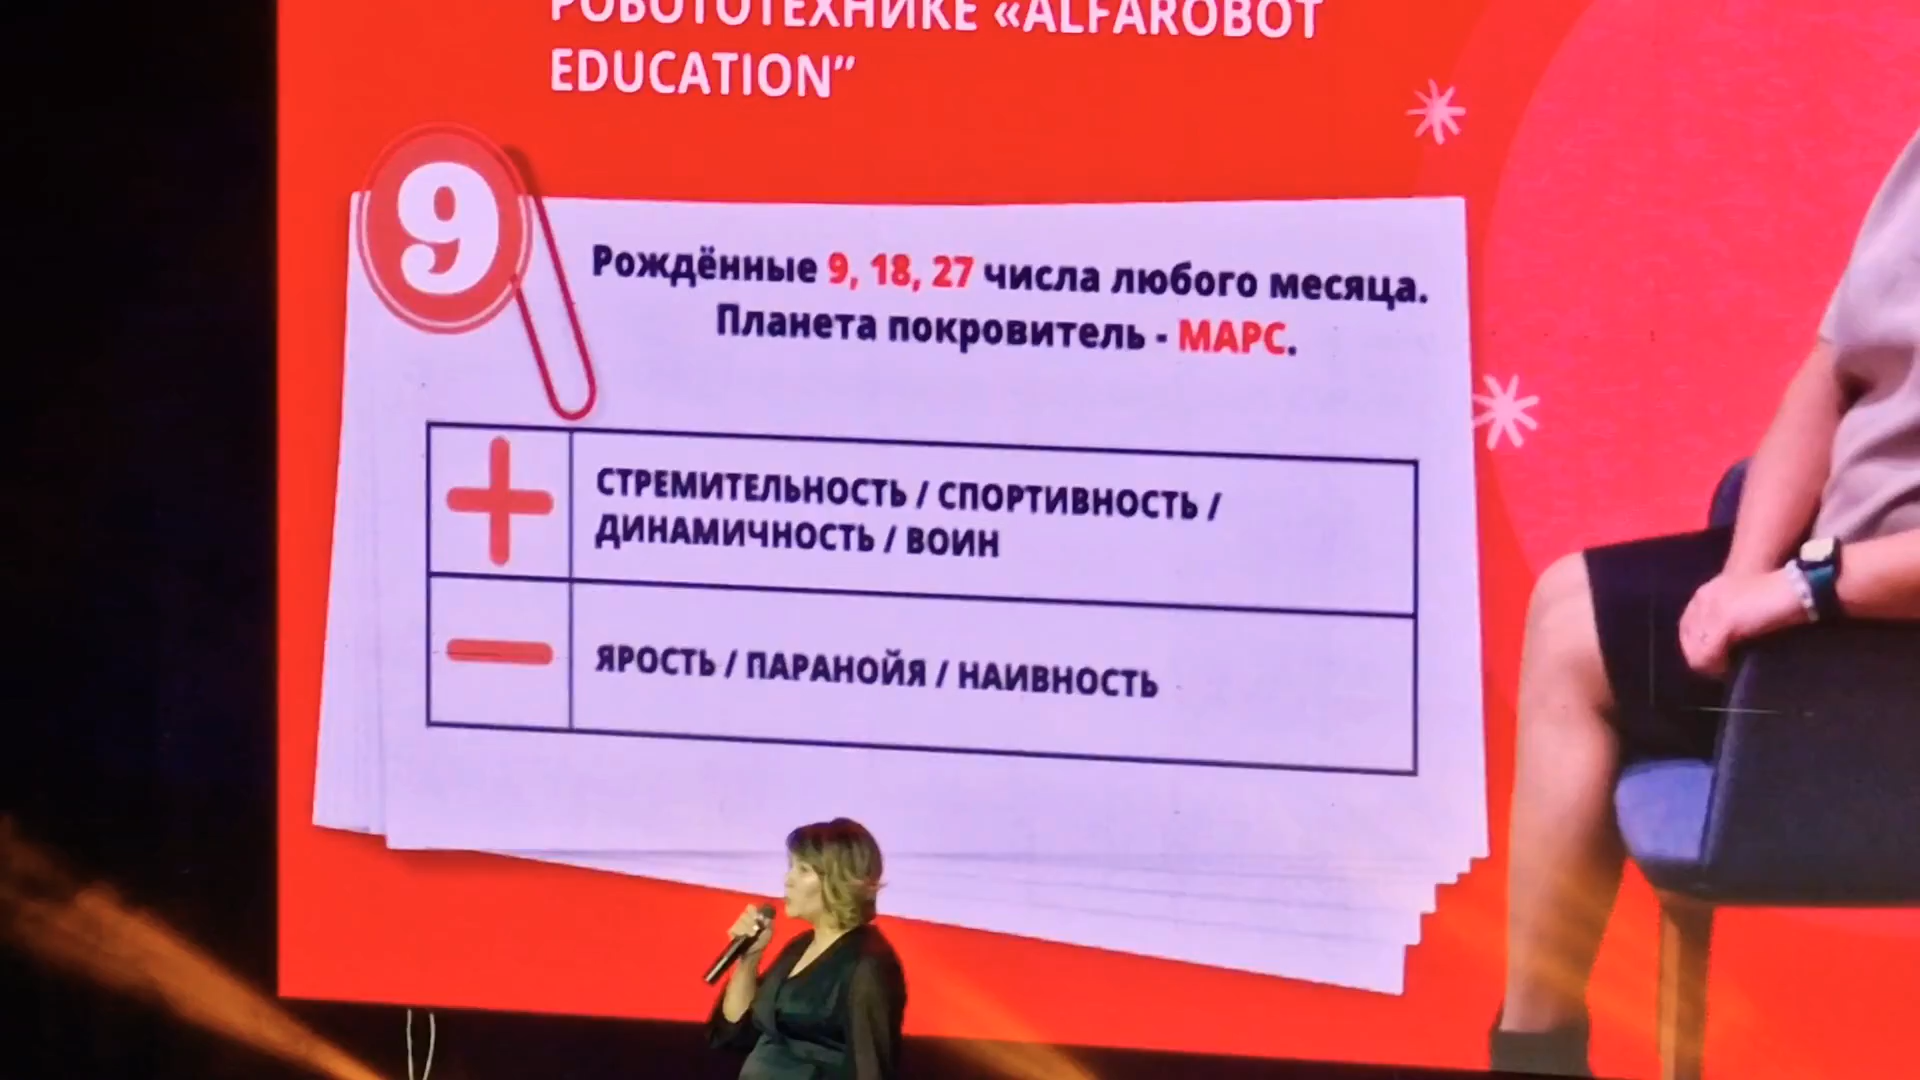 РОБОТОТЕХНИКЕ «ALFAROBOT
EDUCATION”
9
Рождённые 9, 18, 27 числа любого месяца.
Планета покровитель - МАРС.
СТРЕМИТЕЛЬНОСТЬ / СПОРТИВНОСТЬ /
ДИНАМИЧНОСТЬ / ВОИН
ЯРОСТЬ / ПАРАНОЙЯ / НАИВНОСТЬ